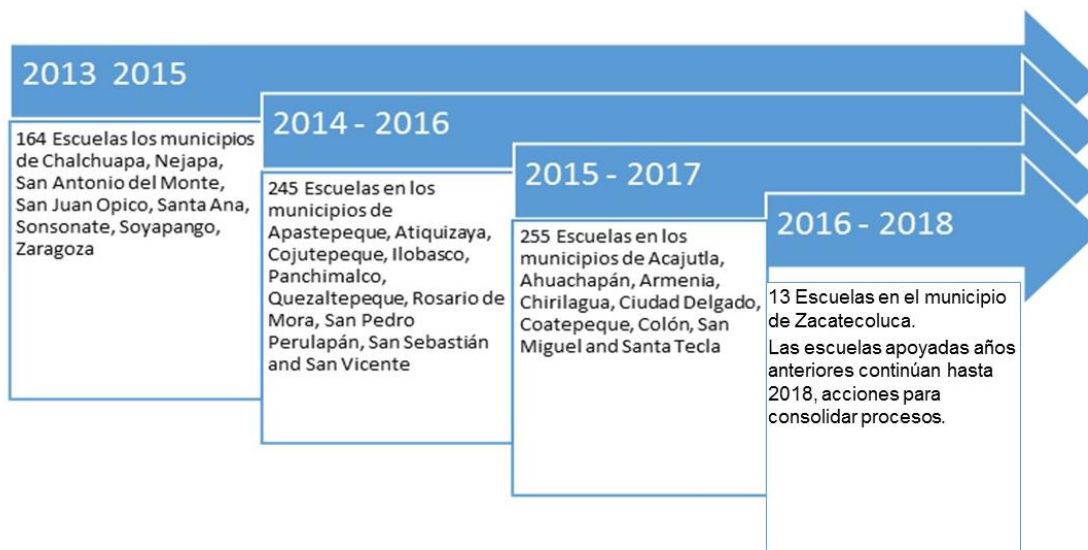 2013  2015
164 Escuelas los municipios
de Chalchuapa, Nejapa,
San Antonio del Monte,
San Juan Opico, Santa Ana,
Sonsonate, Soyapango,
Zaragoza
2014 - 2016
245 Escuelas en los
municipios de
Apastepeque, Atiquizaya,
Cojutepeque, Ilobasco,
Panchimalco,
Quezaltepeque, Rosario de
Mora, San Pedro
Perulapán, San Sebastián
and San Vicente
2015 - 2017
255 Escuelas en los
municipios de Acajutla,
Ahuachapán, Armenia,
Chirilagua, Ciudad Delgado,
Coatepeque, Colón, San
Miguel and Santa Tecla
2016 - 2018
13 Escuelas en el municipio
de Zacatecoluca.
Las escuelas apoyadas años
anteriores continúan hasta
2018, acciones para
consolidar procesos.